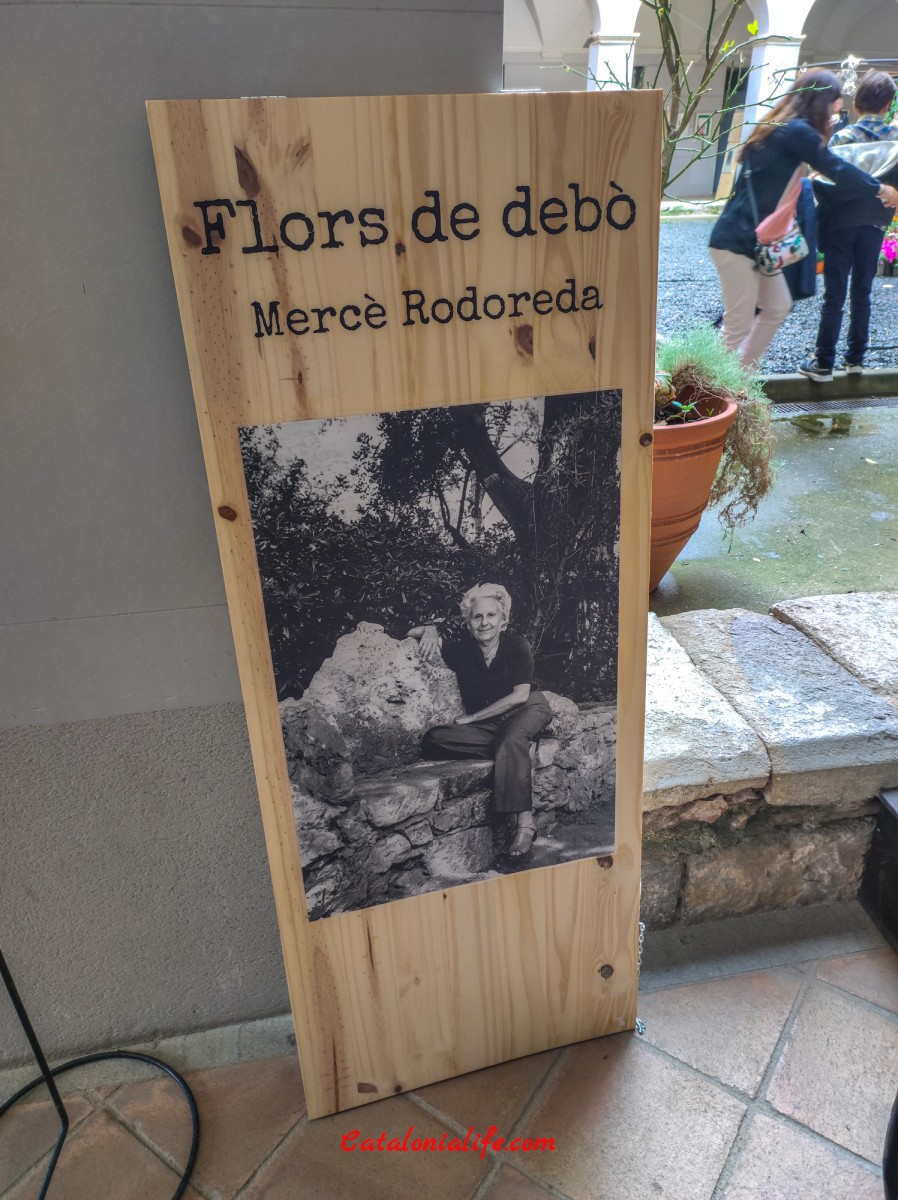 Flors de debò
Mercè Rodoreda
Catalonialife.com